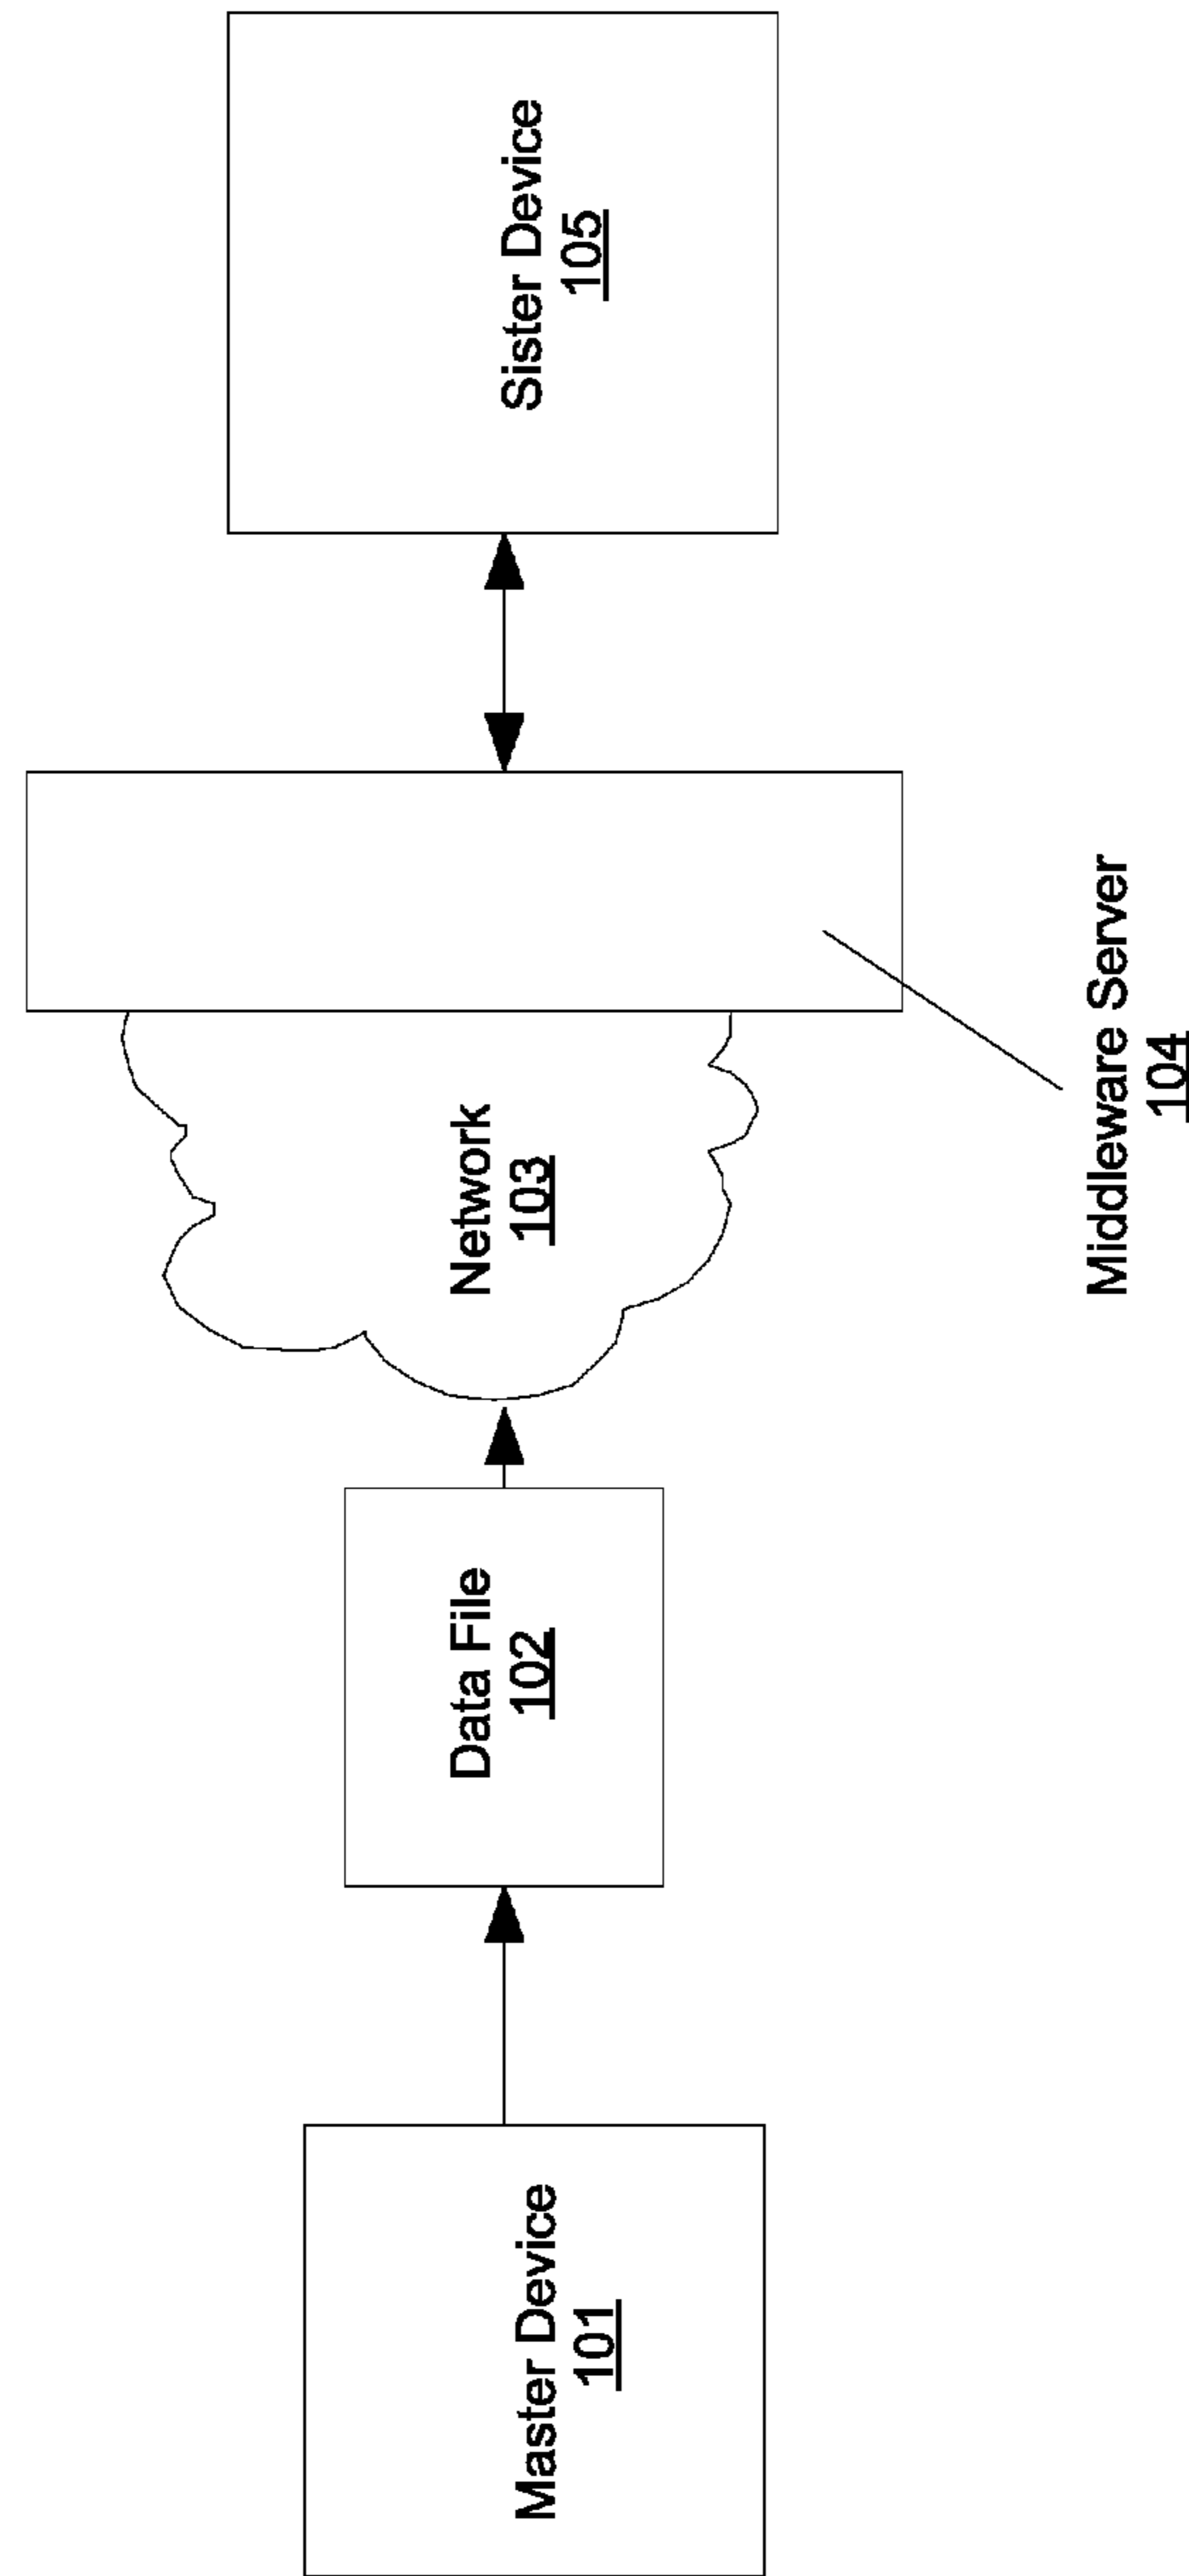 Master Device
101
Data File
102
Network
103
Middleware Server
104
Sister Device
105